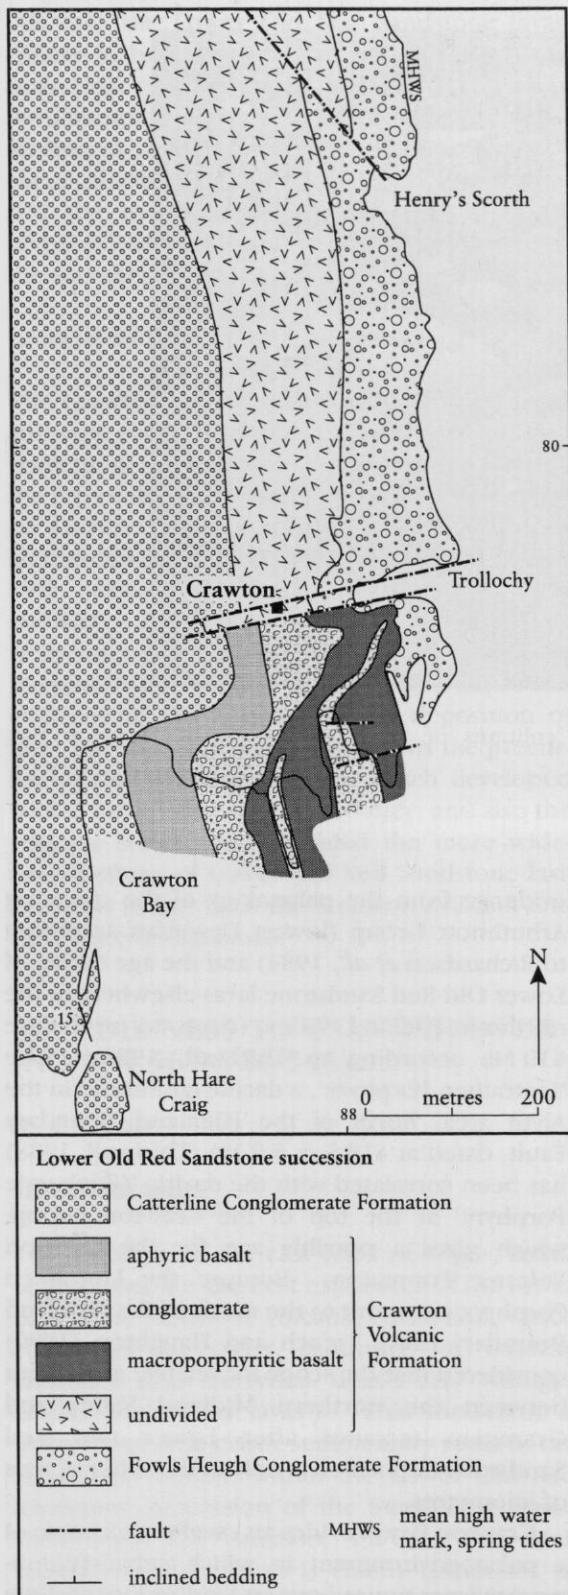 MHWS
Henry's Scorth
80
Crawton
Trollochy
Crawton
Bay
N
15
North Hare
Craig
0 metres 200
88
Lower Old Red Sandstone succession
Catterline Conglomerate Formation
aphyric basalt
conglomerate
macroporphyritic basalt
undivided
Crawton
Volcanic
Formation
Fowls Heugh Conglomerate Formation
fault
MHWS mean high water
mark, spring tides
inclined bedding